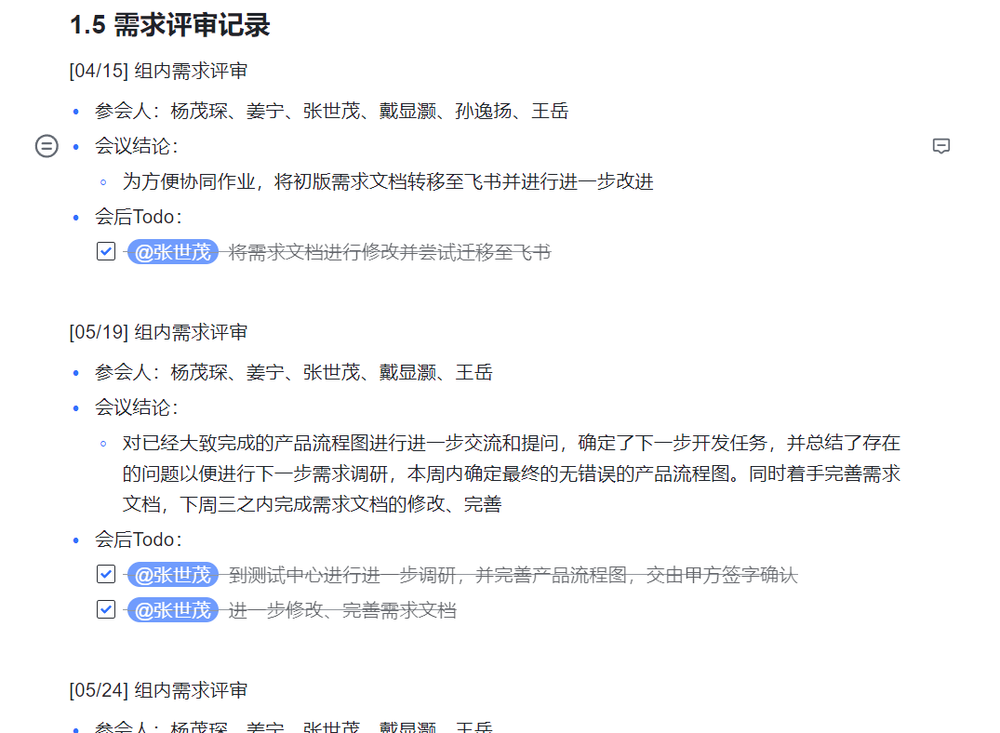 1.5 需求评审记录
[04/15] 组内需求评审
参会人：杨茂琛、姜宁、张世茂、戴显灏、孙逸扬、王岳
会议结论：
为方便协同作业，将初版需求文档转移至飞书并进行进一步改进
会后Todo：
@张世茂 将需求文档进行修改并尝试迁移至飞书
[05/19] 组内需求评审
参会人：杨茂琛、姜宁、张世茂、戴显灏、王岳
会议结论：
对已经大致完成的产品流程图进行进一步交流和提问，确定了下一步开发任务，并总结了存在
的问题以便进行下一步需求调研，本周内确定最终的无错误的产品流程图。同时着手完善需求
文档，下周三之内完成需求文档的修改、完善
会后Todo：
@张世茂 到测试中心进行进一步调研，并完善产品流程图，交由甲方签字确认
@张世茂 进一步修改、完善需求文档
[05/24] 组内需求评审
参会人：杨茂琛、姜宁、张世茂、戴显灏、王岳